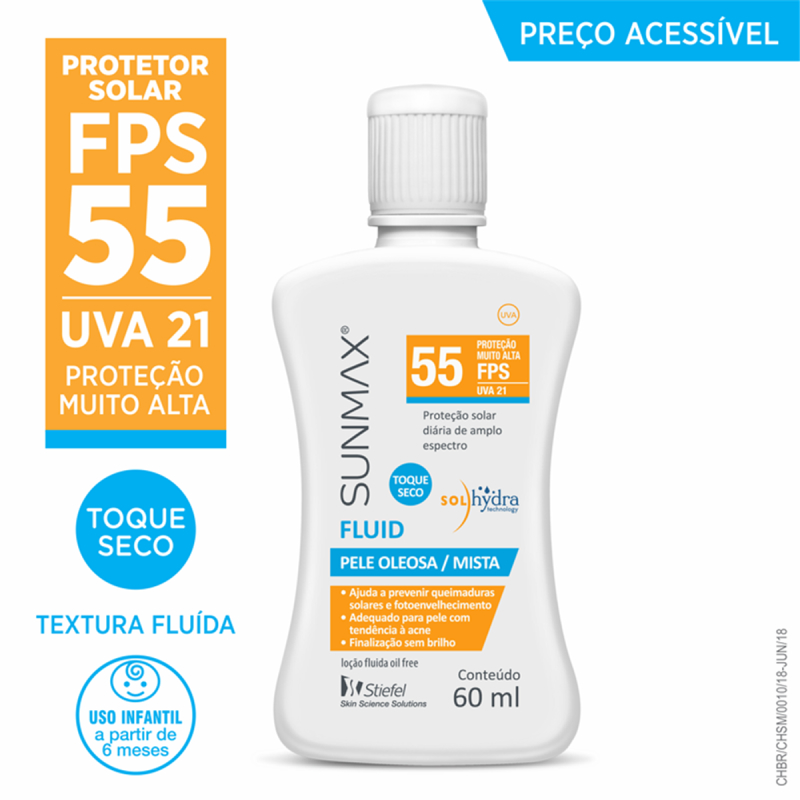 PREÇO ACESSÍVEL
PROTETOR
SOLAR
FPS
55
UVA 21
PROTEÇÃO
MUITO ALTA
TOQUE
SECO
TEXTURA FLUÍDA
USO INFANTIL
a partir de
6 meses
SUNMAX®
UVA
55
PROTEÇÃO
MUITO ALTA
FPS
UVA 21
Proteção solar
diária de amplo
espectro
TOQUE
SECO
SOL hydra
technology
FLUID
PELE OLEOSA / MISTA
• Ajuda a prevenir queimaduras
solares e fotoenvelhecimento
• Adequado para pele com
tendência à acne
• Finalização sem brilho
loção fluida oil free
Stiefel
Skin Science Solutions
Conteúdo
60 ml
CHBR/CHSM/0010/18-JUN/18